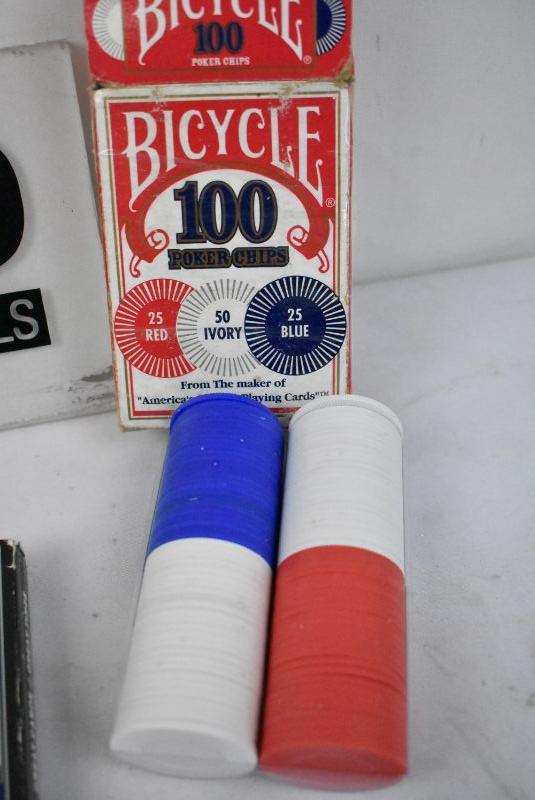 BICYCLE
100
POKER CHIPS
®
BICYCLE
®
100
POKER CHIPS
25
RED
50
IVORY
25
BLUE
From The maker of
"America's Playing Cards"™
LS